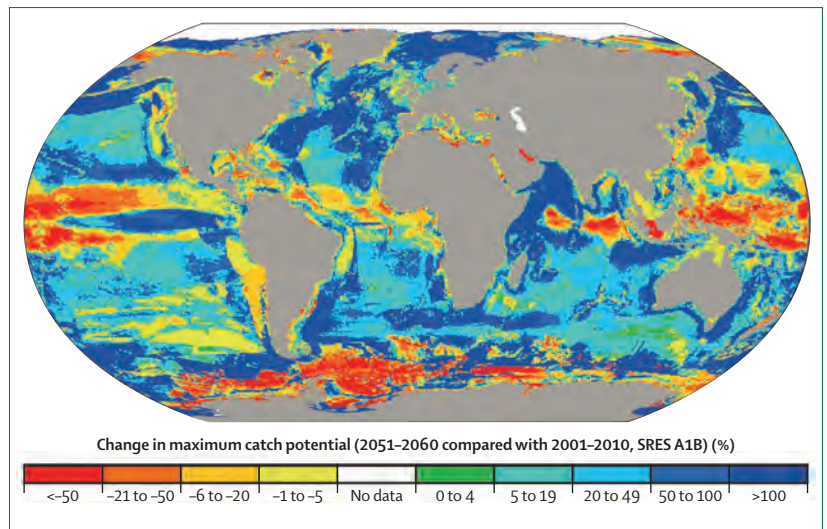 Change in maximum catch potential (2051–2060 compared with 2001–2010, SRES A1B) (%)
<–50 –21 to –50 –6 to –20 –1 to –5 No data 0 to 4 5 to 19 20 to 49 50 to 100 >100